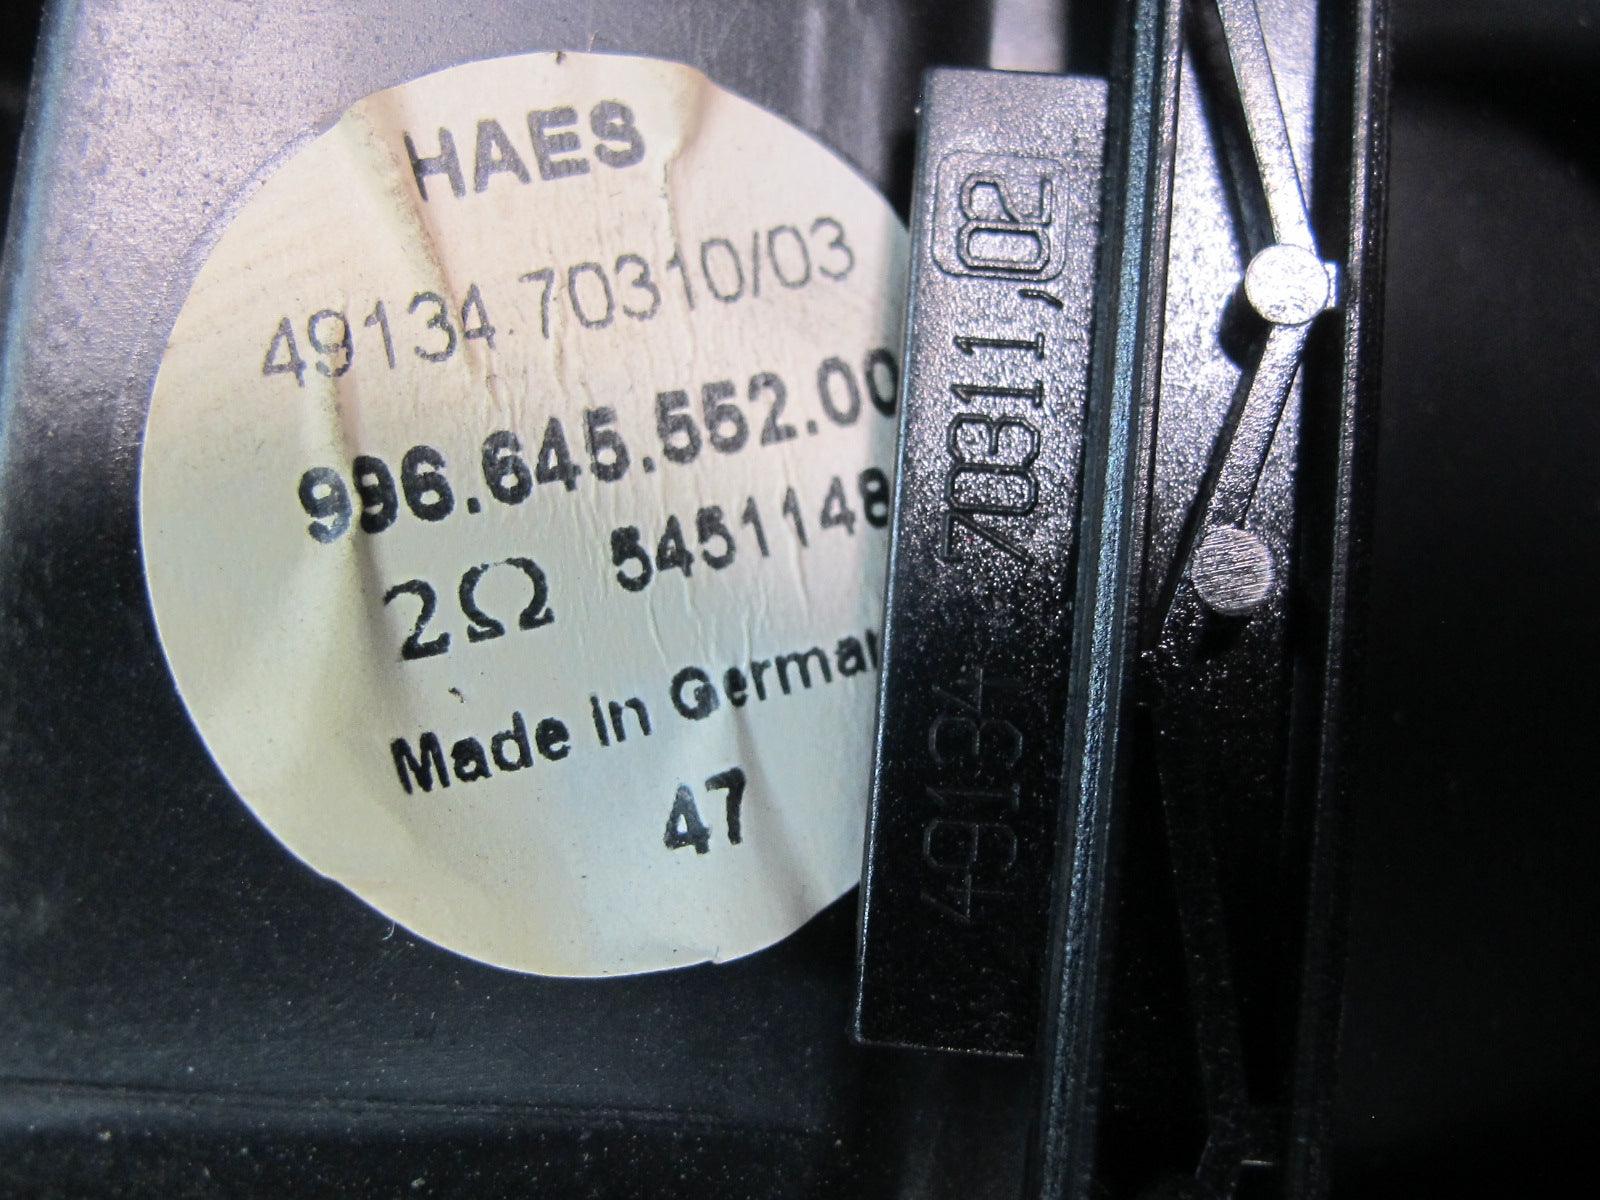 HAES
49134.70310/03
996.645.552.00
2Ω 5451148
Made in German
47
49134 70311,02